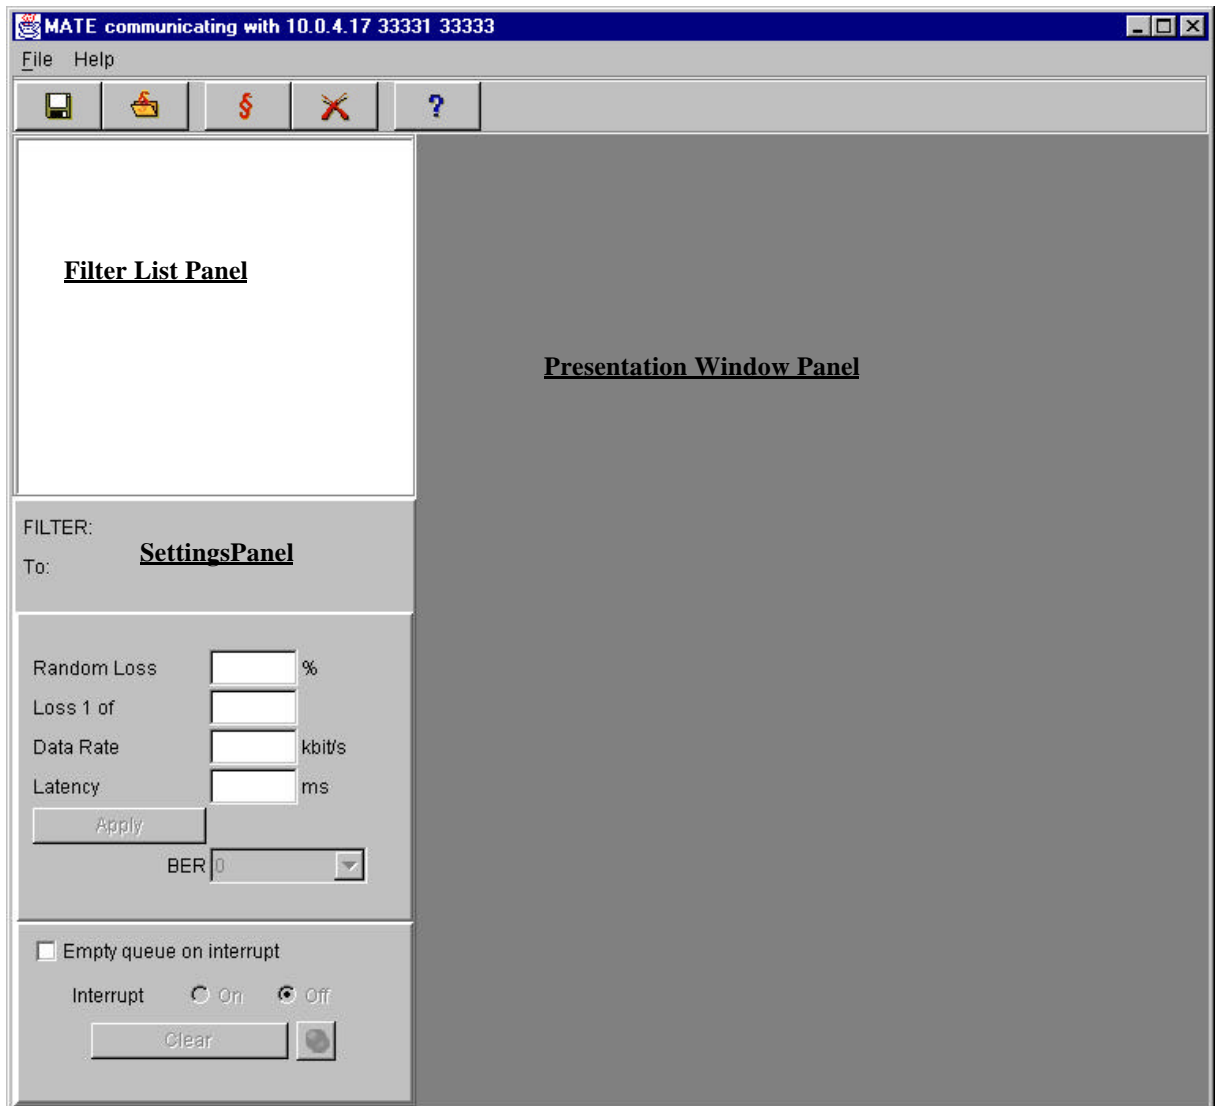 MATE communicating with 10.0.4.17 33331 33333
File Help
§ ?
Filter List Panel
Presentation Window Panel
FILTER:
SettingsPanel
To:
Random Loss %
Loss 1 of
Data Rate kbit/s
Latency ms
Apply
BER 0
Empty queue on interrupt
Interrupt On Off
Clear